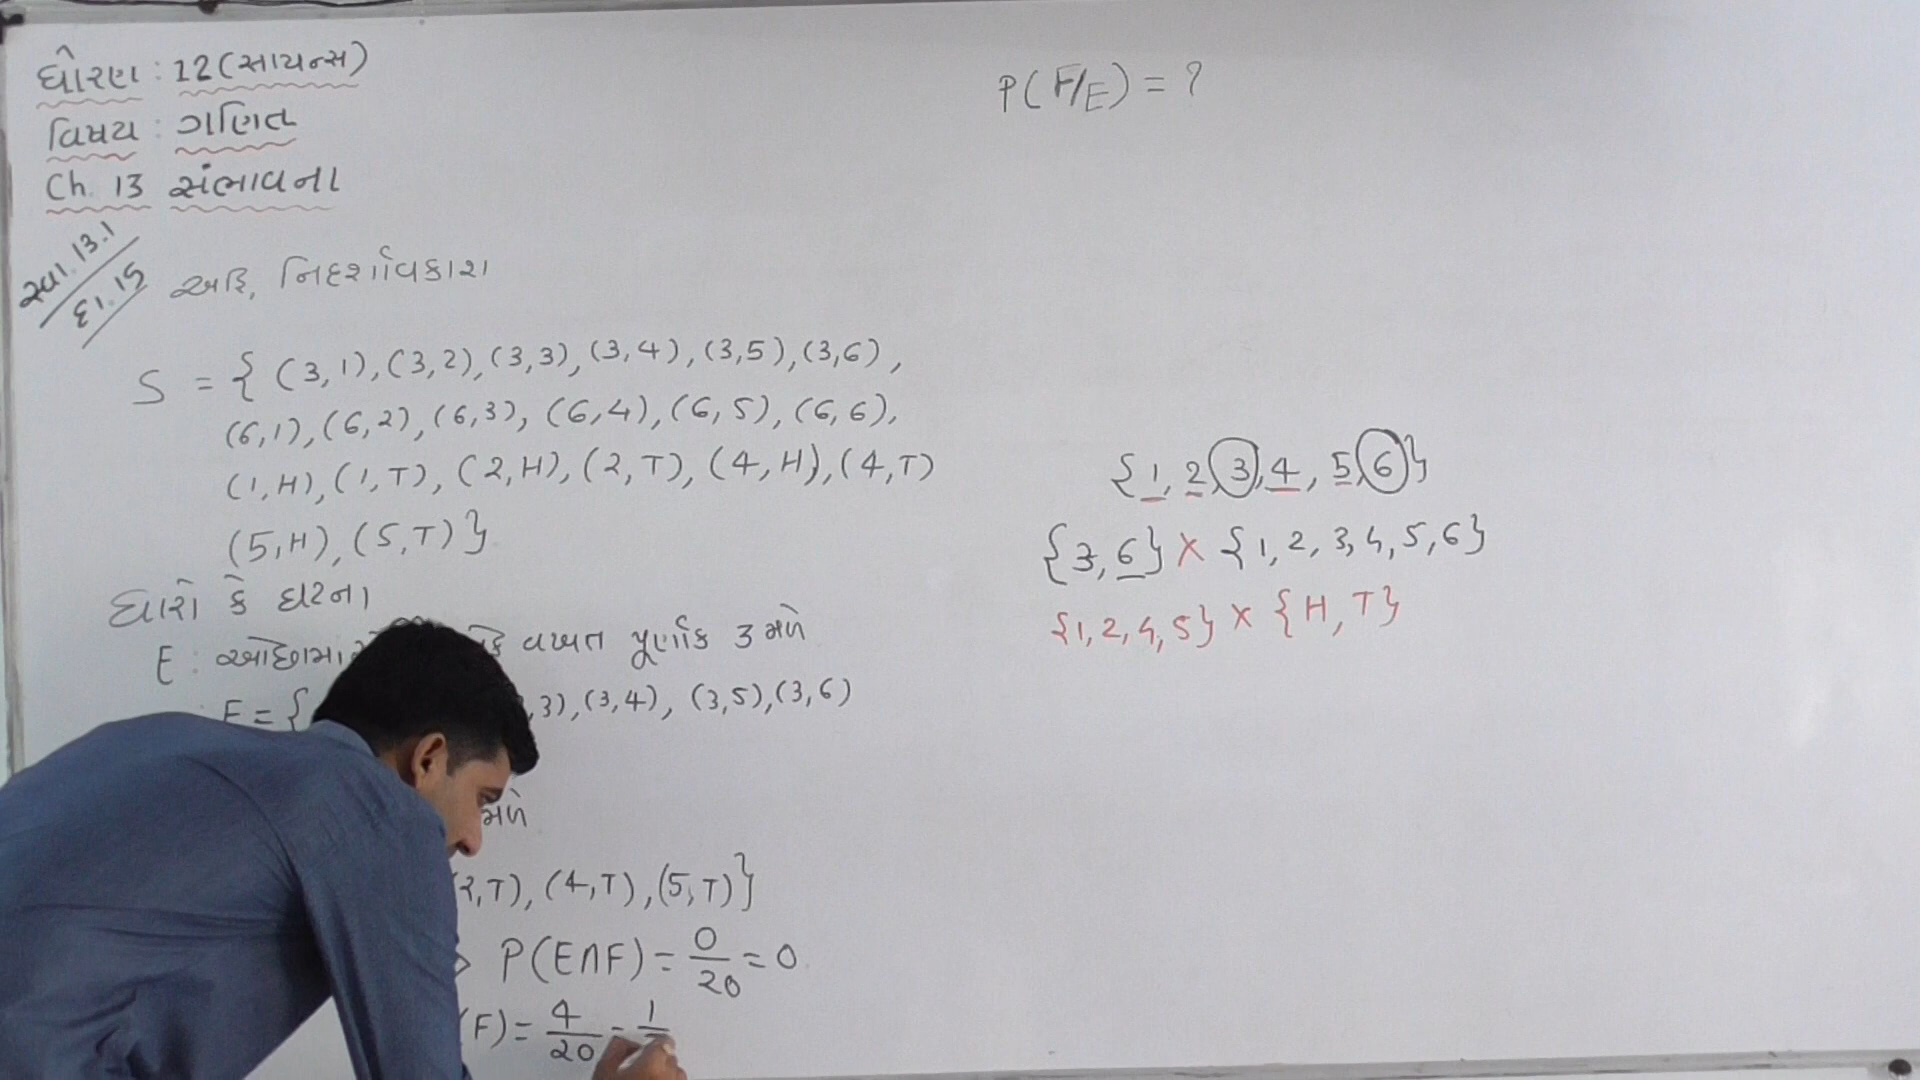 ધોરણ : 12 (સાયન્સ)
વિષય : ગણિત
Ch. 13 સંભાવના
સ્વા. 13.1
દા. 15
અહિં, નિદર્શાવકાશ
S = { (3,1), (3,2), (3,3), (3,4), (3,5), (3,6),
(6,1), (6,2), (6,3), (6,4), (6,5), (6,6),
(1,H), (1,T), (2,H), (2,T), (4,H), (4,T)
(5,H), (5,T) }
ધારો કે ઘટના
E : વખત પૂર્ણાંક 3 મળે
E = { ,3), (3,4), (3,5), (3,6)
મળે
,T), (4,T), (5,T) }
P(E∩F) = 0/20 = 0
(F) = 4/20 = 1
P(F/E) = ?
{1, 2, 3, 4, 5, 6}
{3, 6} × {1, 2, 3, 4, 5, 6}
{1, 2, 4, 5} × {H, T}